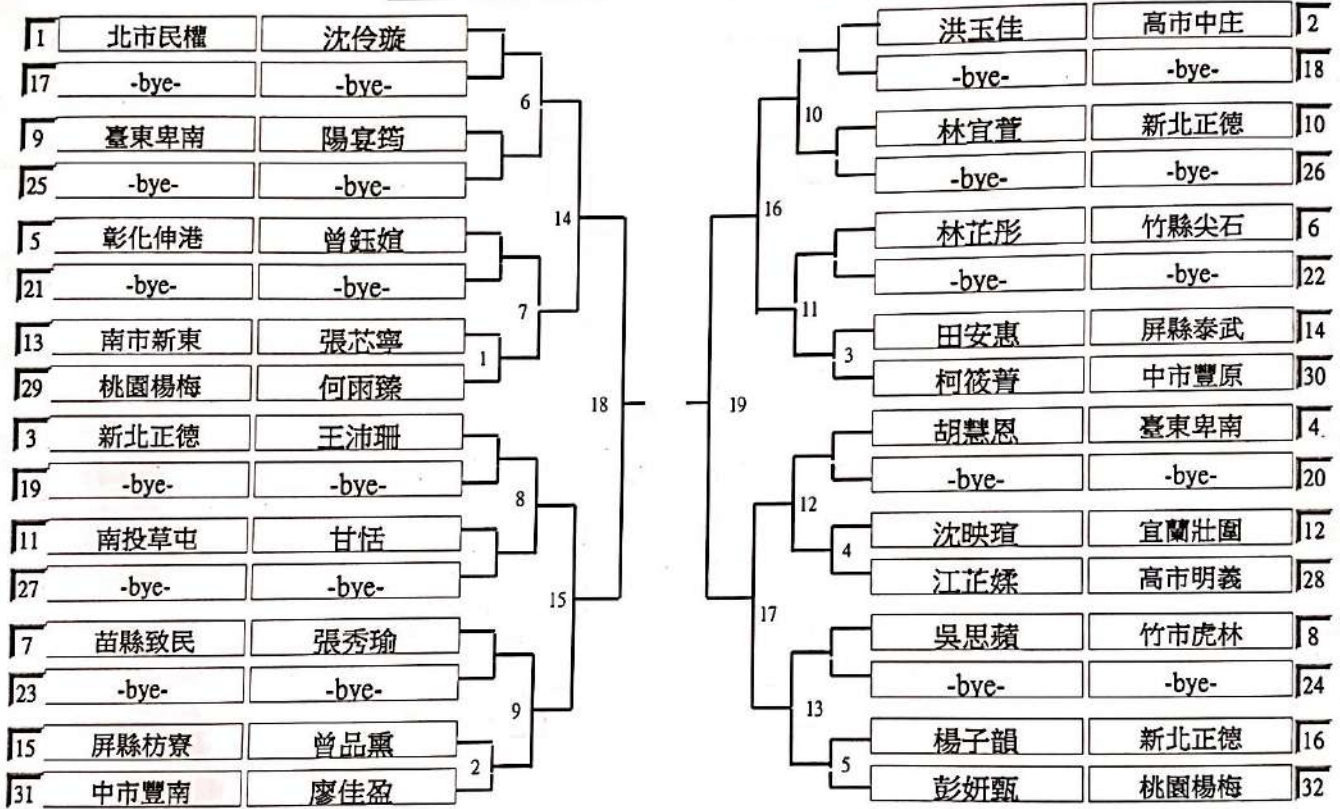 1 北市民權 沈伶璇
17 -bye- -bye-
6
9 臺東卑南 陽宴筠
25 -bye- -bye-
14
5 彰化伸港 曾鈺媗
21 -bye- -bye-
7
13 南市新東 張芯寧
1
29 桃園楊梅 何雨臻
18
3 新北正德 王沛珊
19 -bye- -bye-
8
11 南投草屯 甘恬
27 -bye- -bye-
15
7 苗縣致民 張秀瑜
23 -bye- -bye-
9
15 屏縣枋寮 曾品熏
2
31 中市豐南 廖佳盈
洪玉佳 高市中庄 2
-bye- -bye- 18
10
林宜萱 新北正德 10
-bye- -bye- 26
16
林芷彤 竹縣尖石 6
-bye- -bye- 22
11
田安惠 屏縣泰武 14
3
柯筱菁 中市豐原 30
19
胡慧恩 臺東卑南 4
-bye- -bye- 20
12
沈映瑄 宜蘭壯圍 12
4
江芷媃 高市明義 28
17
吳思蘋 竹市虎林 8
-bye- -bye- 24
13
楊子韻 新北正德 16
5
彭妍甄 桃園楊梅 32